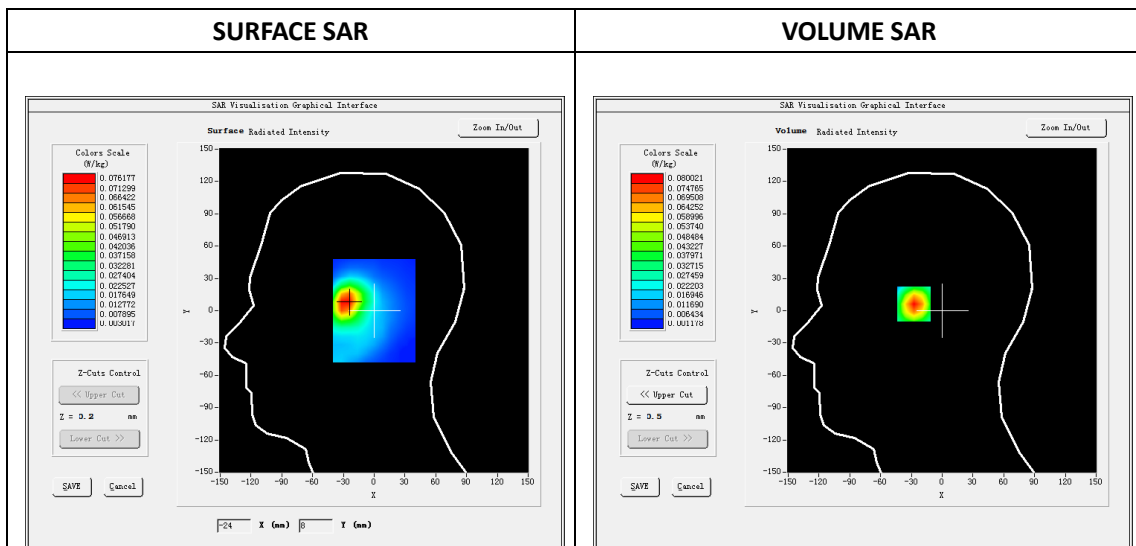 SURFACE SAR
VOLUME SAR
SAR Visualisation Graphical Interface
Surface Radiated Intensity
Zoom In/Out
Colors Scale
(W/kg)
0.076177
0.071299
0.066422
0.061545
0.056668
0.051790
0.046913
0.042036
0.037158
0.032281
0.027404
0.022527
0.017649
0.012772
0.007895
0.003017
150
120
90
60
30
0
-30
-60
-90
-120
-150
Y
-150 -120 -90 -60 -30 0 30 60 90 120 150
X
Z-Cuts Control
<< Upper Cut
Z = 0.2 mm
Lower Cut >>
SAVE Cancel
-24 X (mm) 8 Y (mm)
SAR Visualisation Graphical Interface
Volume Radiated Intensity
Zoom In/Out
Colors Scale
(W/kg)
0.080021
0.074765
0.069508
0.064252
0.058996
0.053740
0.048484
0.043227
0.037971
0.032715
0.027459
0.022203
0.016946
0.011690
0.006434
0.001178
150
120
90
60
30
0
-30
-60
-90
-120
-150
Y
-150 -120 -90 -60 -30 0 30 60 90 120 150
X
Z-Cuts Control
<< Upper Cut
Z = 0.5 mm
Lower Cut >>
SAVE Cancel